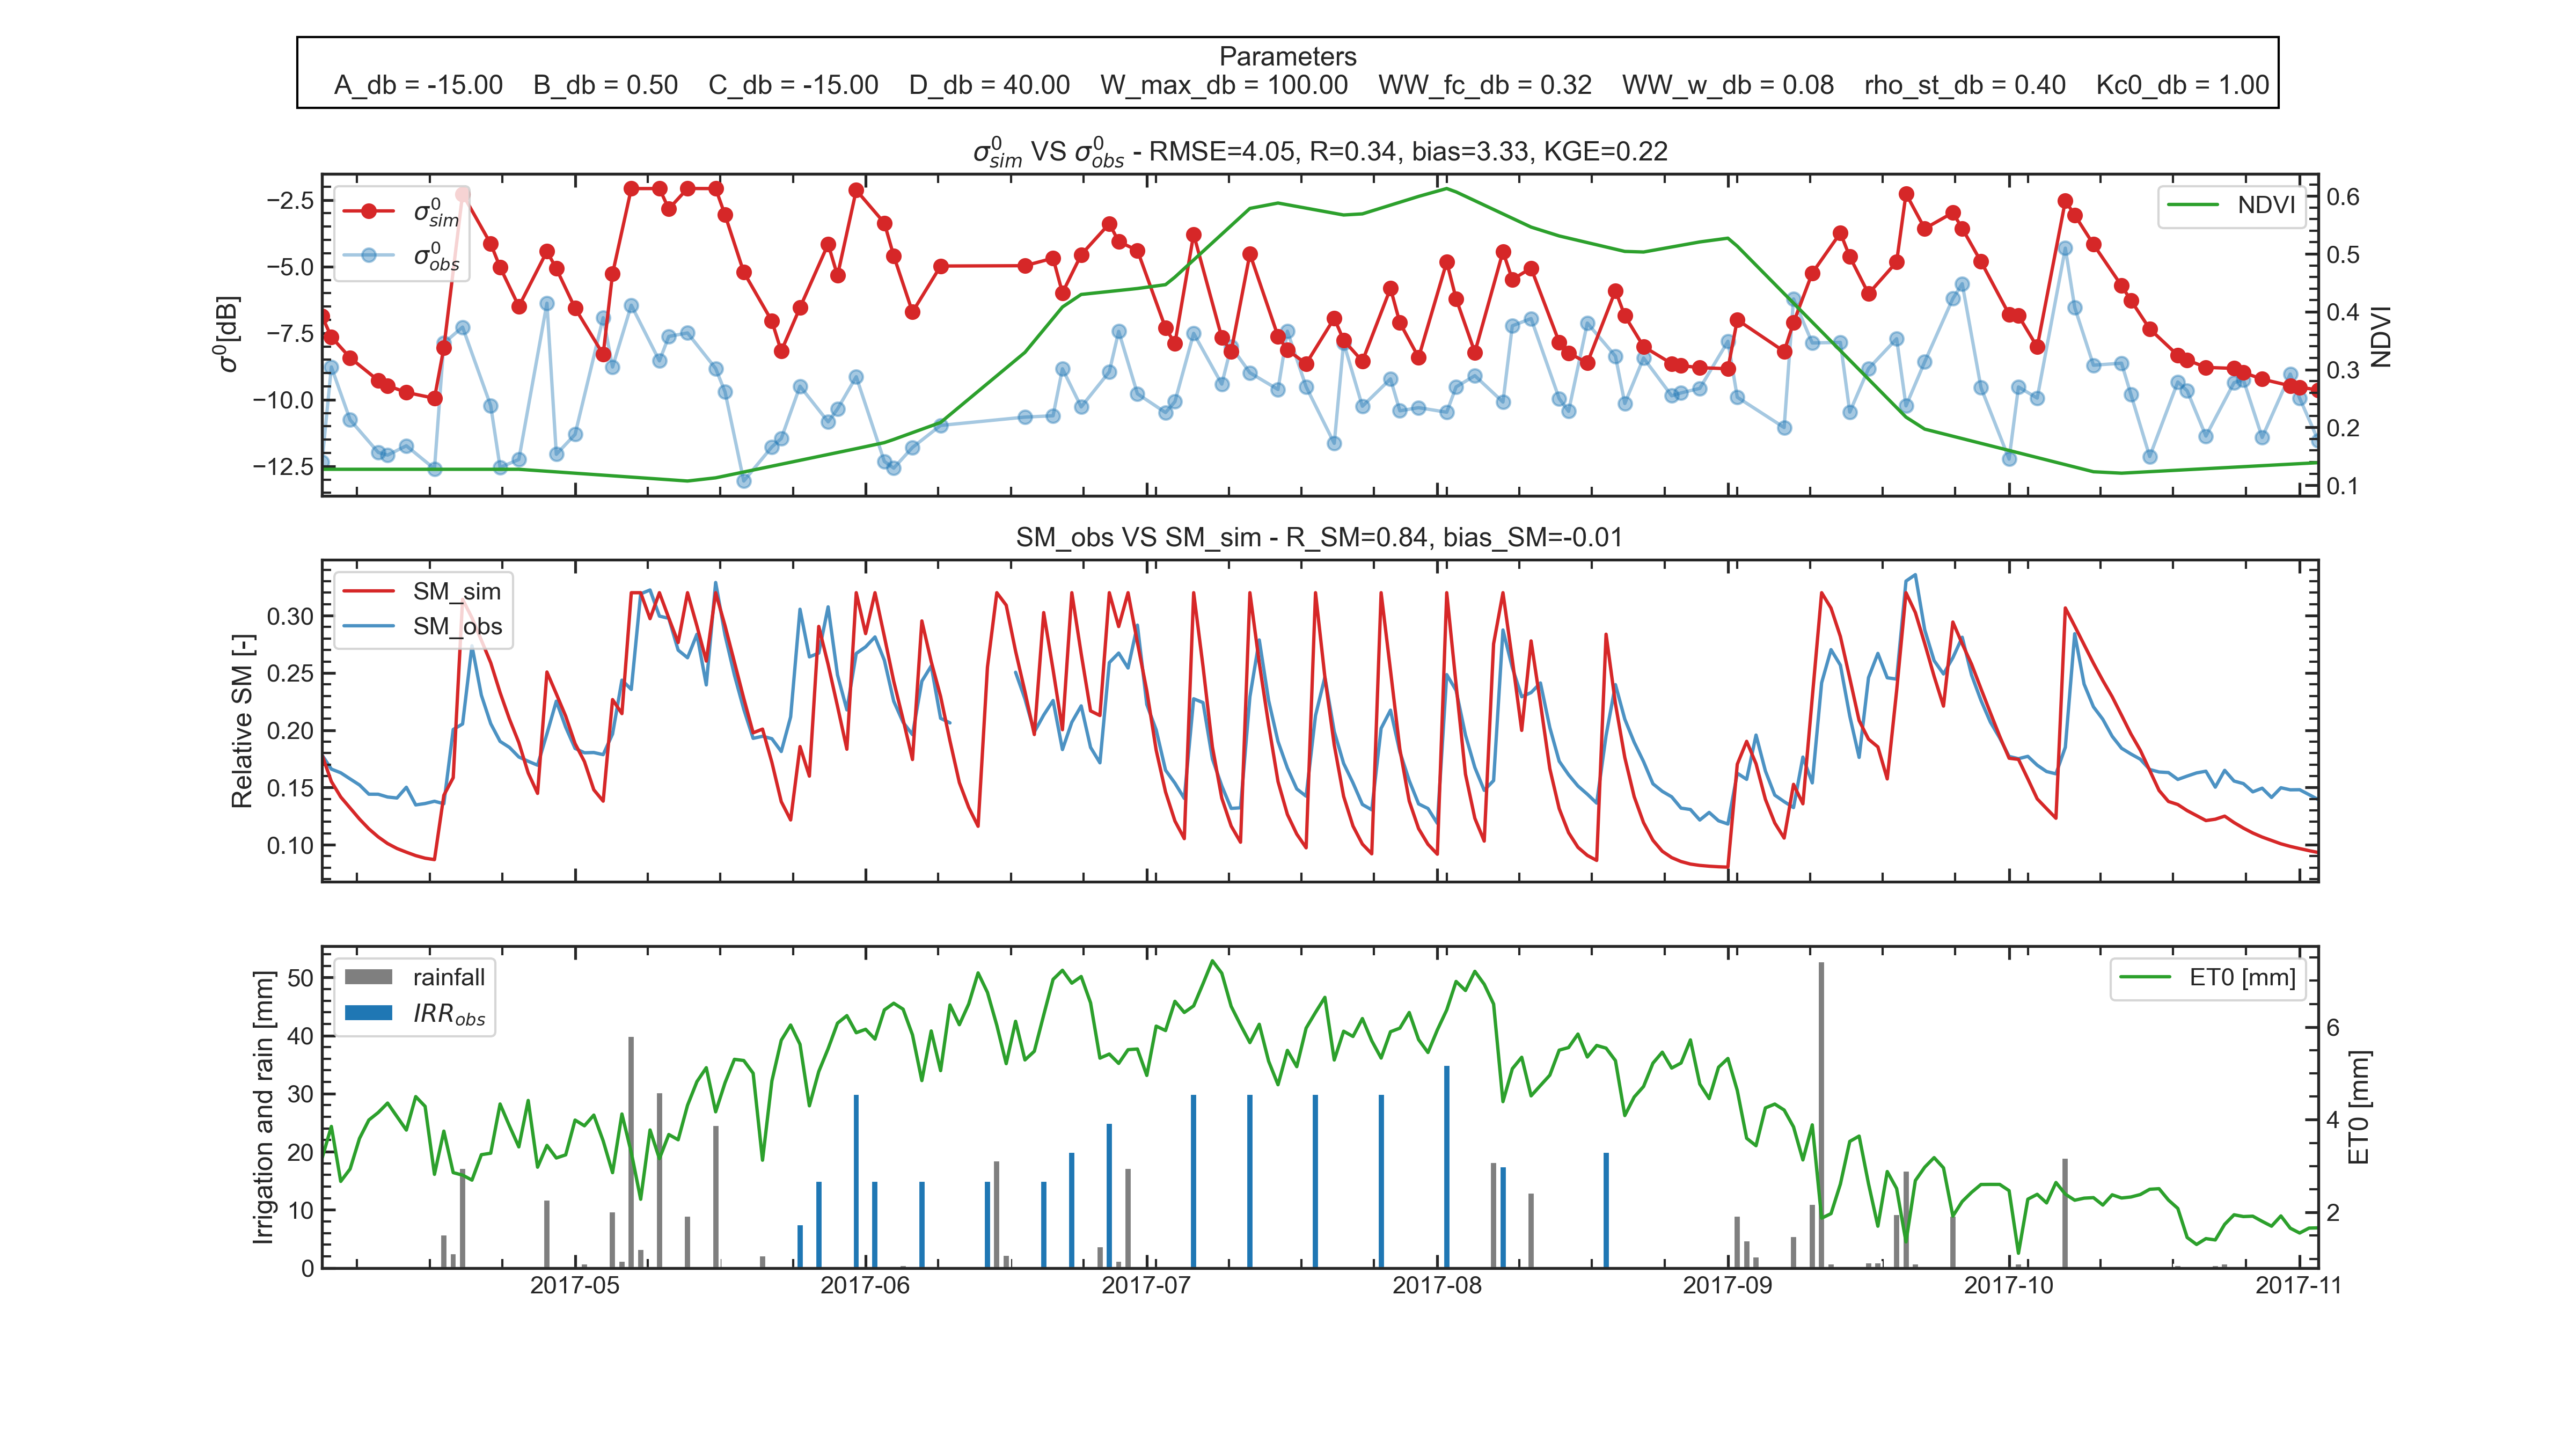 Parameters
A_db = -15.00 B_db = 0.50 C_db = -15.00 D_db = 40.00 W_max_db = 100.00 WW_fc_db = 0.32 WW_w_db = 0.08 rho_st_db = 0.40 Kc0_db = 1.00
σ⁰sim VS σ⁰obs - RMSE=4.05, R=0.34, bias=3.33, KGE=0.22
σ⁰sim
σ⁰obs
NDVI
−2.5
−5.0
−7.5
−10.0
−12.5
σ⁰[dB]
0.6
0.5
0.4
0.3
0.2
0.1
NDVI
SM_obs VS SM_sim - R_SM=0.84, bias_SM=-0.01
SM_sim
SM_obs
0.30
0.25
0.20
0.15
0.10
Relative SM [-]
rainfall
IRRobs
ET0 [mm]
50
40
30
20
10
0
Irrigation and rain [mm]
6
4
2
ET0 [mm]
2017-05 2017-06 2017-07 2017-08 2017-09 2017-10 2017-11